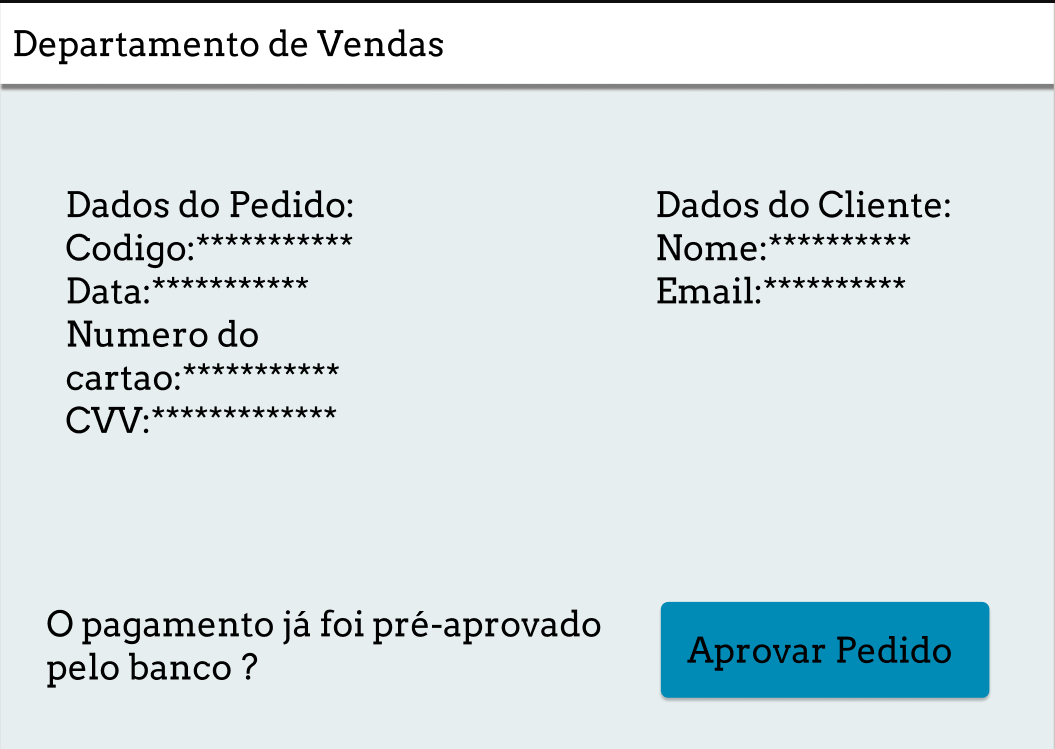 Departamento de Vendas
Dados do Pedido:
Codigo:***********
Data:***********
Numero do
cartao:***********
CVV:*************
Dados do Cliente:
Nome:**********
Email:**********
O pagamento já foi pré-aprovado
pelo banco ?
Aprovar Pedido